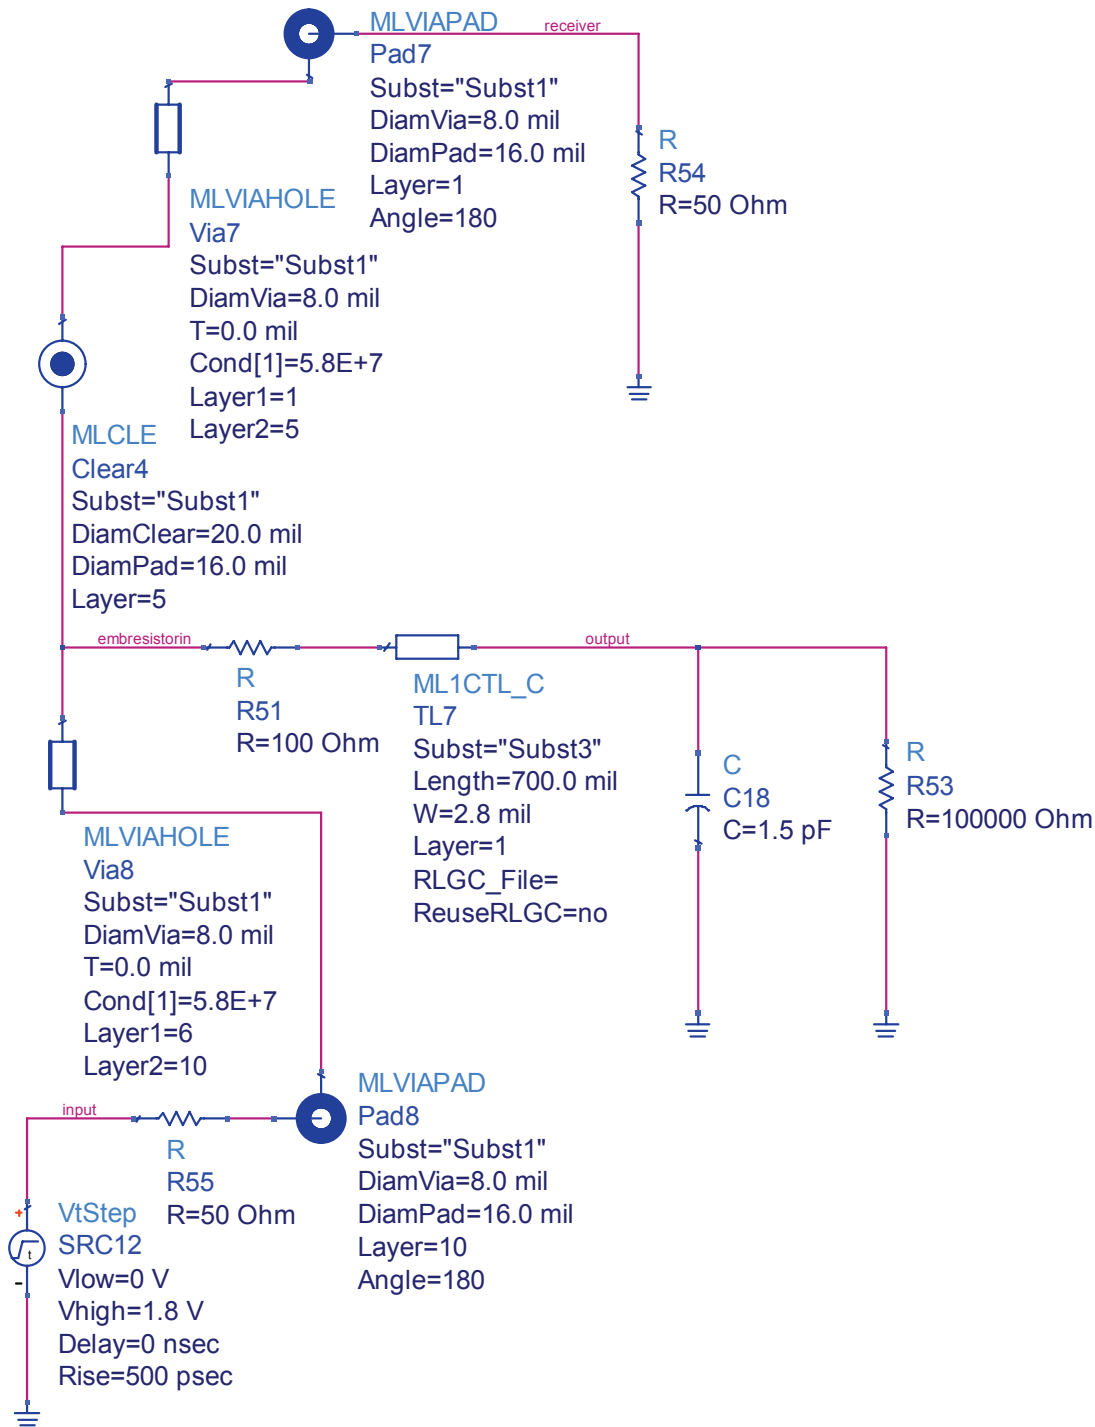 MLVIAPAD
Pad7
Subst="Subst1"
DiamVia=8.0 mil
DiamPad=16.0 mil
Layer=1
Angle=180
receiver
R
R54
R=50 Ohm
MLVIAHOLE
Via7
Subst="Subst1"
DiamVia=8.0 mil
T=0.0 mil
Cond[1]=5.8E+7
Layer1=1
Layer2=5
MLCLE
Clear4
Subst="Subst1"
DiamClear=20.0 mil
DiamPad=16.0 mil
Layer=5
embresistorin
R
R51
R=100 Ohm
ML1CTL_C
TL7
Subst="Subst3"
Length=700.0 mil
W=2.8 mil
Layer=1
RLGC_File=
ReuseRLGC=no
output
C
C18
C=1.5 pF
R
R53
R=100000 Ohm
MLVIAHOLE
Via8
Subst="Subst1"
DiamVia=8.0 mil
T=0.0 mil
Cond[1]=5.8E+7
Layer1=6
Layer2=10
MLVIAPAD
Pad8
Subst="Subst1"
DiamVia=8.0 mil
DiamPad=16.0 mil
Layer=10
Angle=180
input
R
R55
R=50 Ohm
+
t
-
VtStep
SRC12
Vlow=0 V
Vhigh=1.8 V
Delay=0 nsec
Rise=500 psec